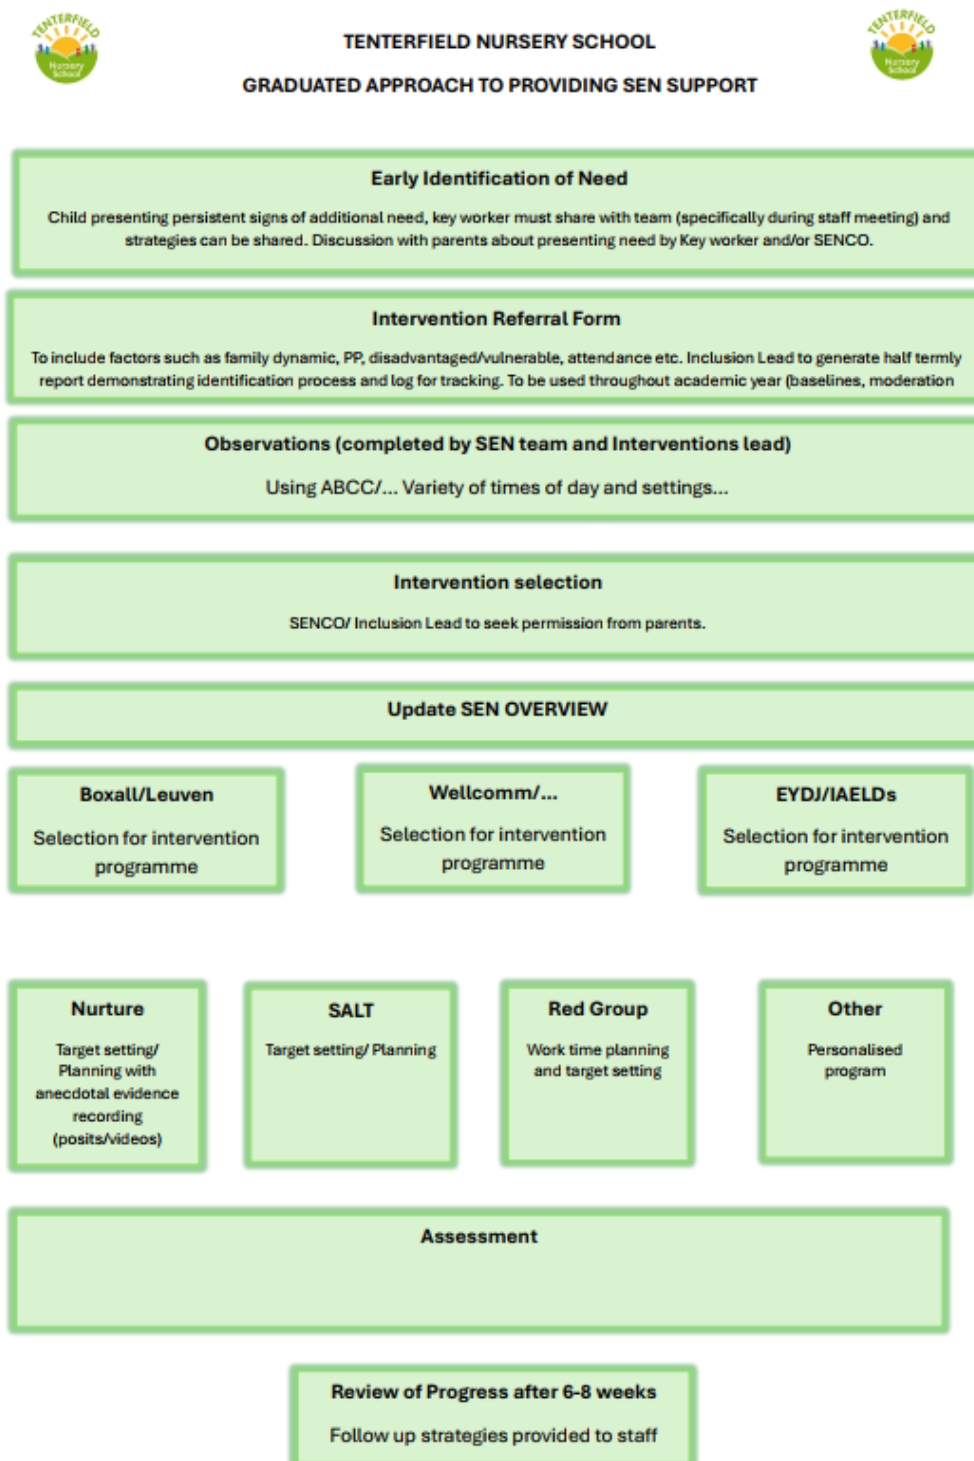 TENTERFIELD
Nursery
School
TENTERFIELD
Nursery
School
TENTERFIELD NURSERY SCHOOL
GRADUATED APPROACH TO PROVIDING SEN SUPPORT
Early Identification of Need
Child presenting persistent signs of additional need, key worker must share with team (specifically during staff meeting) and
strategies can be shared. Discussion with parents about presenting need by Key worker and/or SENCO.
Intervention Referral Form
To include factors such as family dynamic, PP, disadvantaged/vulnerable, attendance etc. Inclusion Lead to generate half termly
report demonstrating identification process and log for tracking. To be used throughout academic year (baselines, moderation
Observations (completed by SEN team and Interventions lead)
Using ABCC/... Variety of times of day and settings...
Intervention selection
SENCO/ Inclusion Lead to seek permission from parents.
Update SEN OVERVIEW
Boxall/Leuven
Selection for intervention
programme
Wellcomm/...
Selection for intervention
programme
EYDJ/IAELDs
Selection for intervention
programme
Nurture
Target setting/
Planning with
anecdotal evidence
recording
(posits/videos)
SALT
Target setting/ Planning
Red Group
Work time planning
and target setting
Other
Personalised
program
Assessment
Review of Progress after 6-8 weeks
Follow up strategies provided to staff